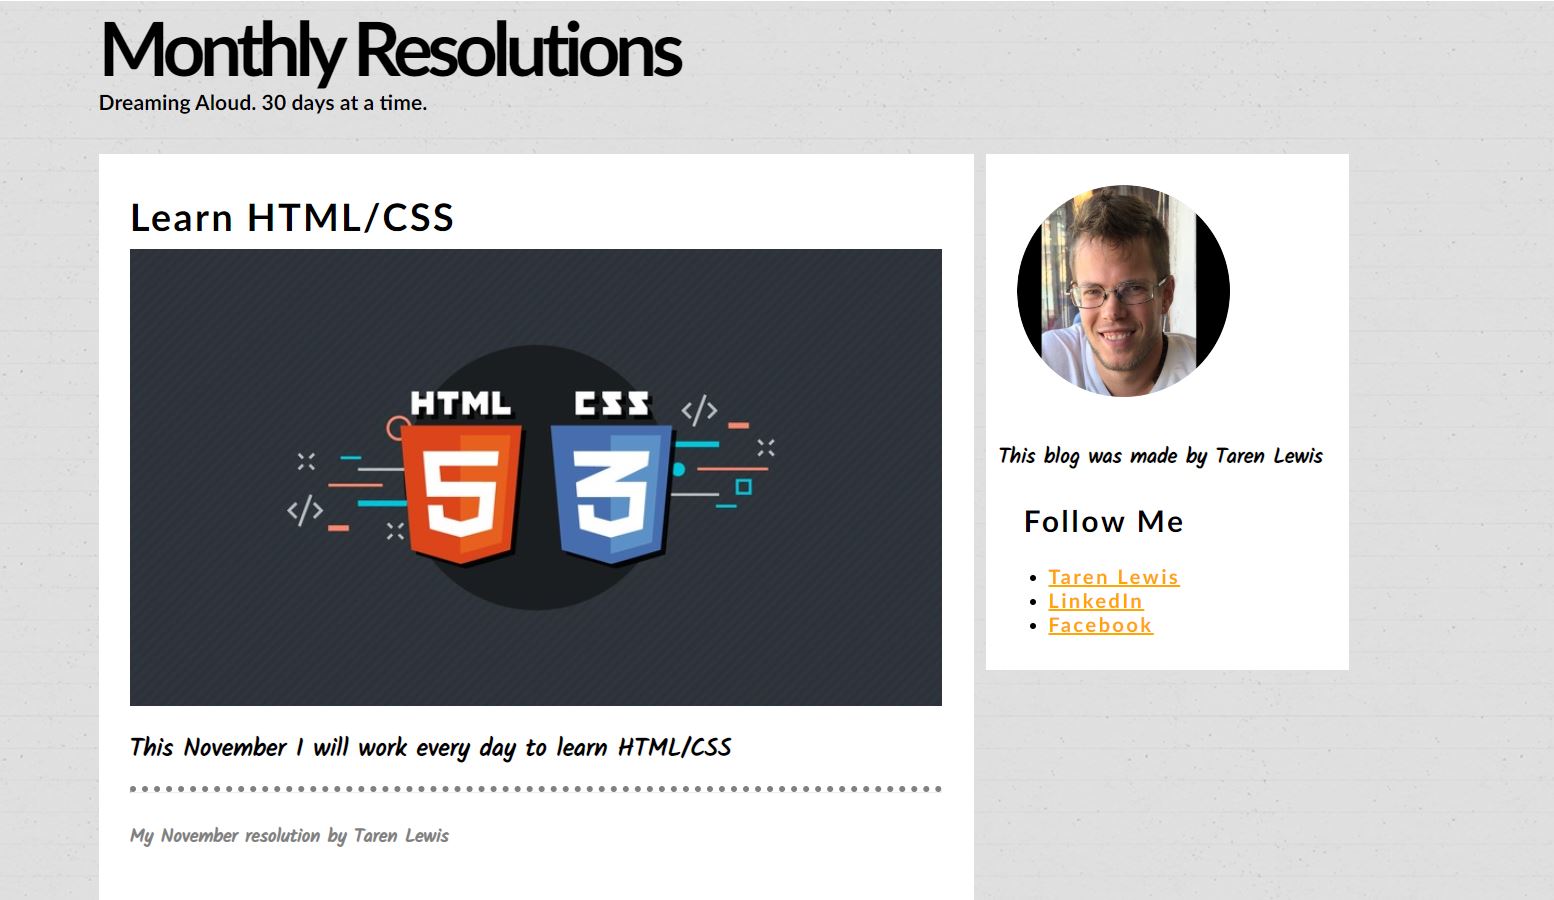 Monthly Resolutions
Dreaming Aloud. 30 days at a time.
Learn HTML/CSS
HTML CSS
5 3
</>
</>
This November I will work every day to learn HTML/CSS
My November resolution by Taren Lewis
This blog was made by Taren Lewis
Follow Me
Taren Lewis
LinkedIn
Facebook